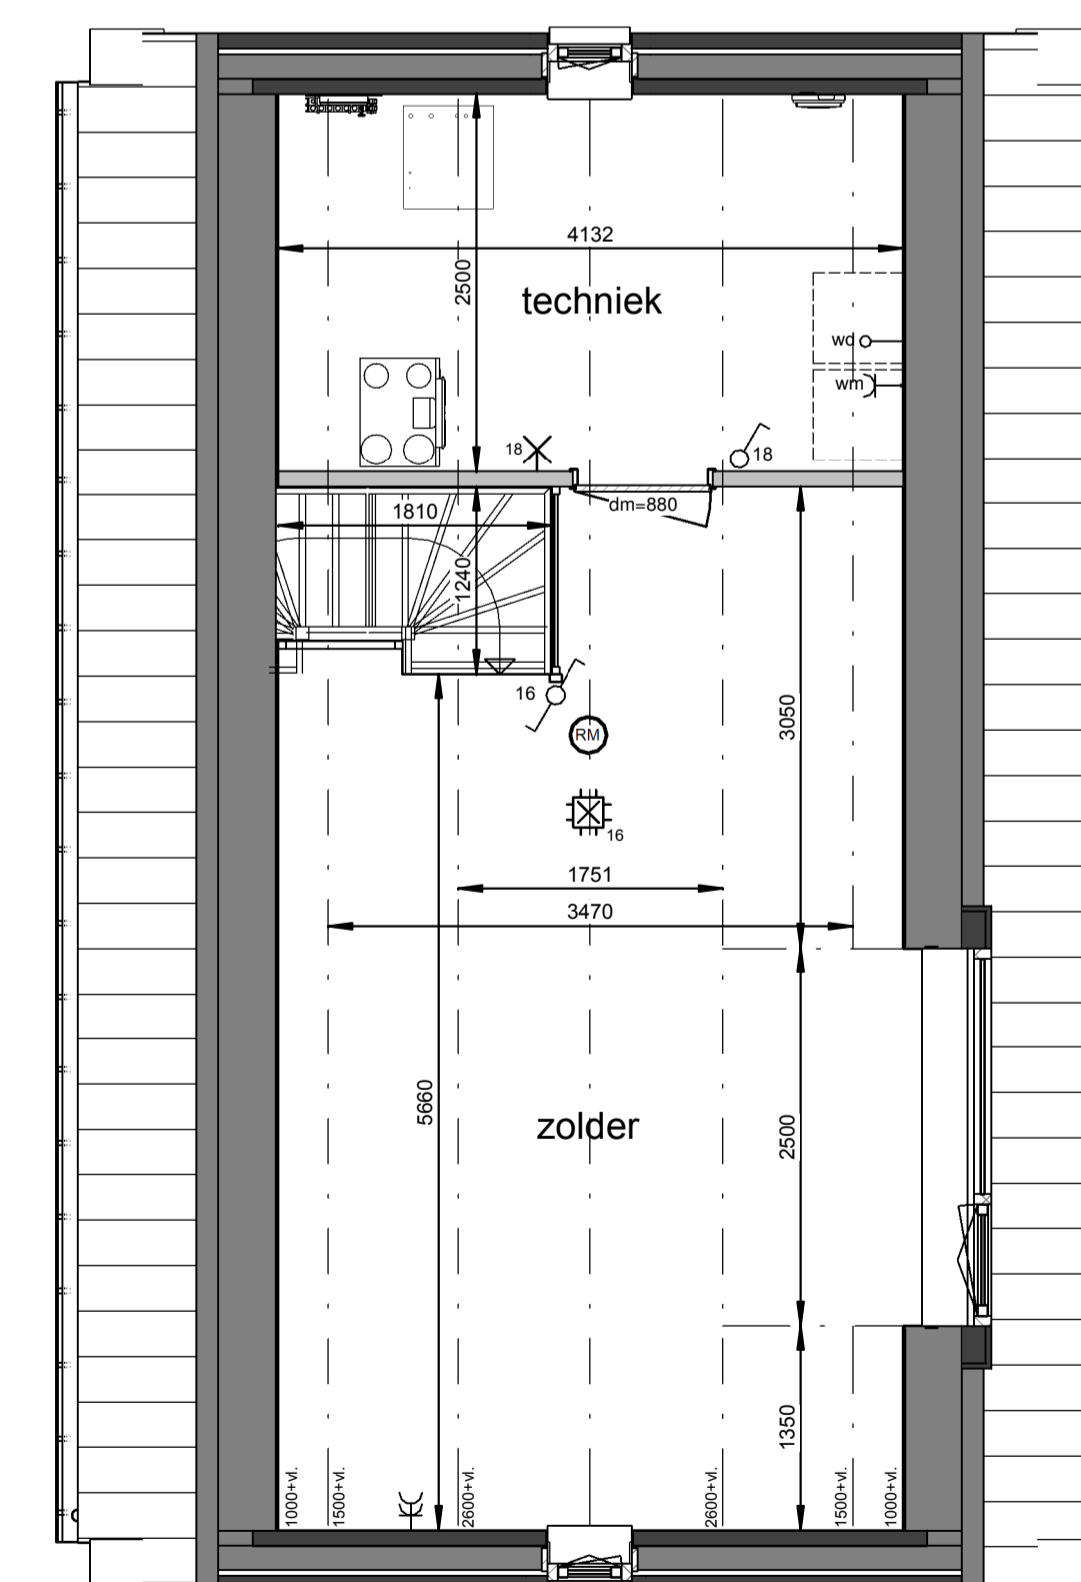 4132
2500
techniek
wd
wm
18
18
dm=880
1810
1240
16
RM
3050
16
1751
3470
5660
zolder
2500
1350
1000+vl.
1500+vl.
2600+vl.
2600+vl.
1500+vl.
1000+vl.